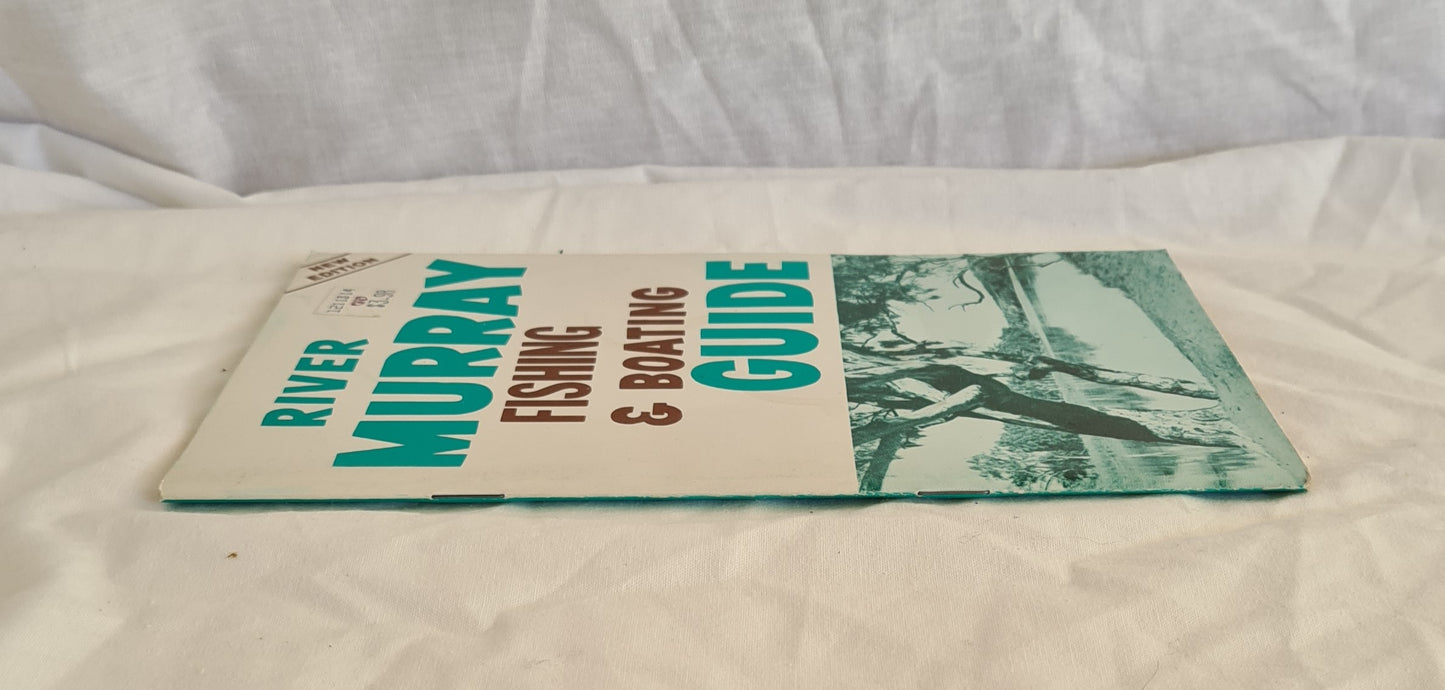 NEW
EDITION
RIVER
MURRAY
FISHING
& BOATING
GUIDE